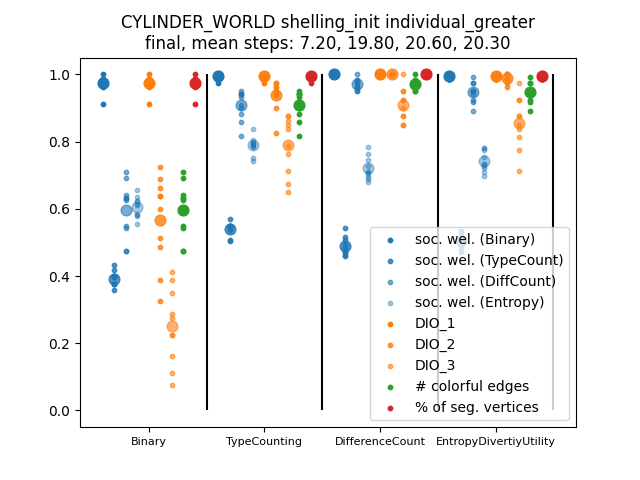 CYLINDER_WORLD shelling_init individual_greater
final, mean steps: 7.20, 19.80, 20.60, 20.30
1.0
0.8
0.6
0.4
0.2
0.0
soc. wel. (Binary)
soc. wel. (TypeCount)
soc. wel. (DiffCount)
soc. wel. (Entropy)
DIO_1
DIO_2
DIO_3
# colorful edges
% of seg. vertices
Binary
TypeCounting
DifferenceCount
EntropyDivertiyUtility